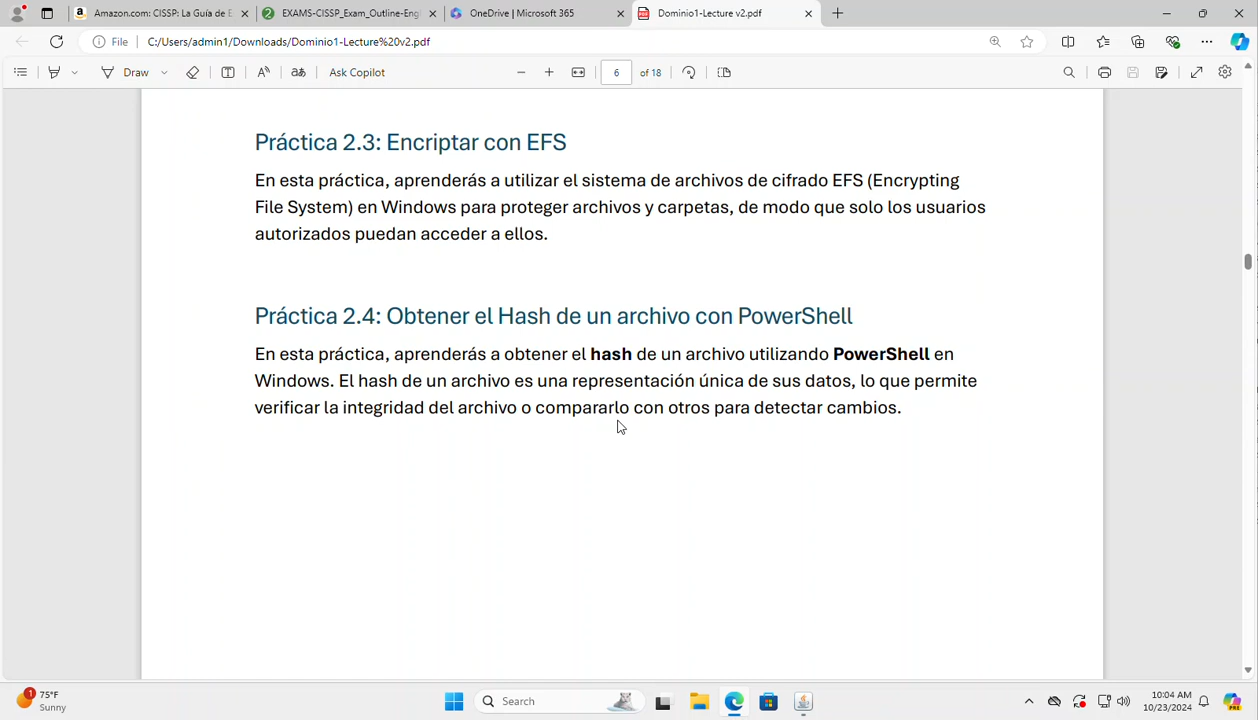 Amazon.com: CISSP: La Guía de E
EXAMS-CISSP_Exam_Outline-Engl
OneDrive | Microsoft 365
Dominio1-Lecture v2.pdf
File
C:/Users/admin1/Downloads/Dominio1-Lecture%20v2.pdf
Draw
Ask Copilot
6
of 18
Práctica 2.3: Encriptar con EFS
En esta práctica, aprenderás a utilizar el sistema de archivos de cifrado EFS (Encrypting
File System) en Windows para proteger archivos y carpetas, de modo que solo los usuarios
autorizados puedan acceder a ellos.
Práctica 2.4: Obtener el Hash de un archivo con PowerShell
En esta práctica, aprenderás a obtener el hash de un archivo utilizando PowerShell en
Windows. El hash de un archivo es una representación única de sus datos, lo que permite
verificar la integridad del archivo o compararlo con otros para detectar cambios.
1
75°F
Sunny
Search
10:04 AM
10/23/2024